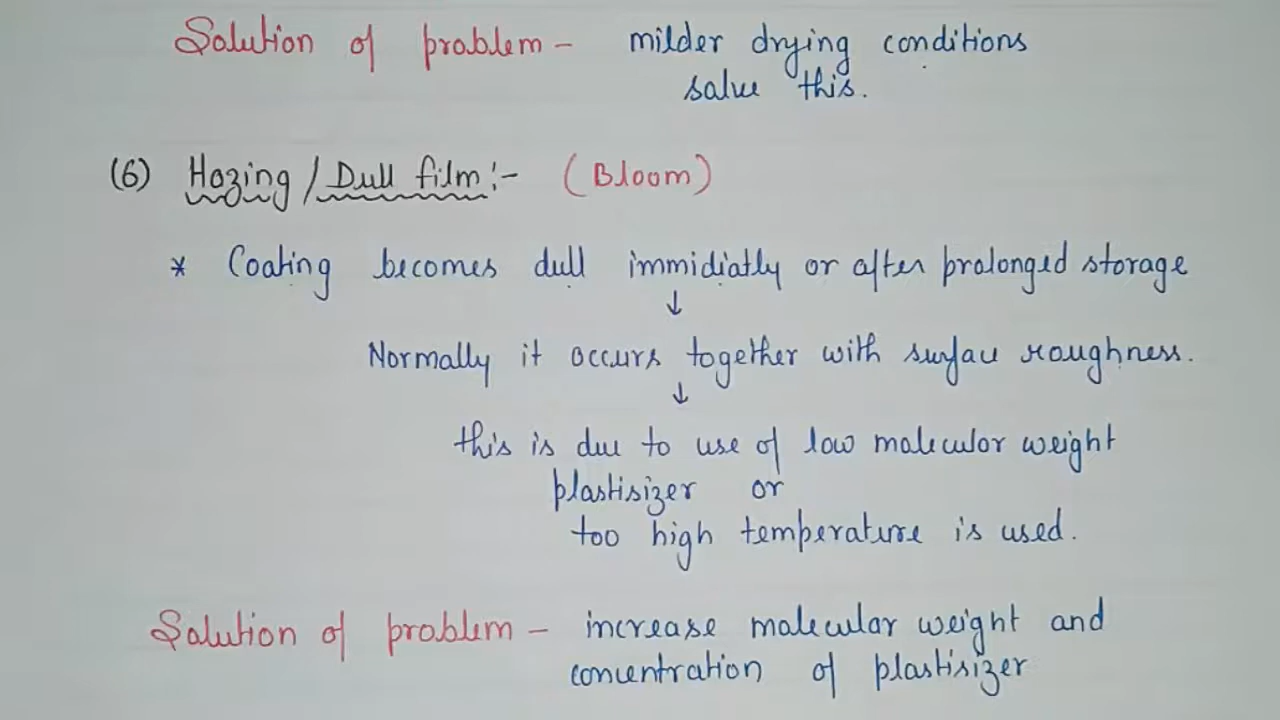 Solution of problem - milder drying conditions
salve this.
(6) Hazing / Dull film :- (Bloom)
* Coating becomes dull immidiatly or after prolonged storage
↓
Normally it occurs together with surface roughness.
↓
this is due to use of low molecular weight
plastisizer or
too high temperature is used.
Solution of problem - increase molecular weight and
concentration of plastisizer